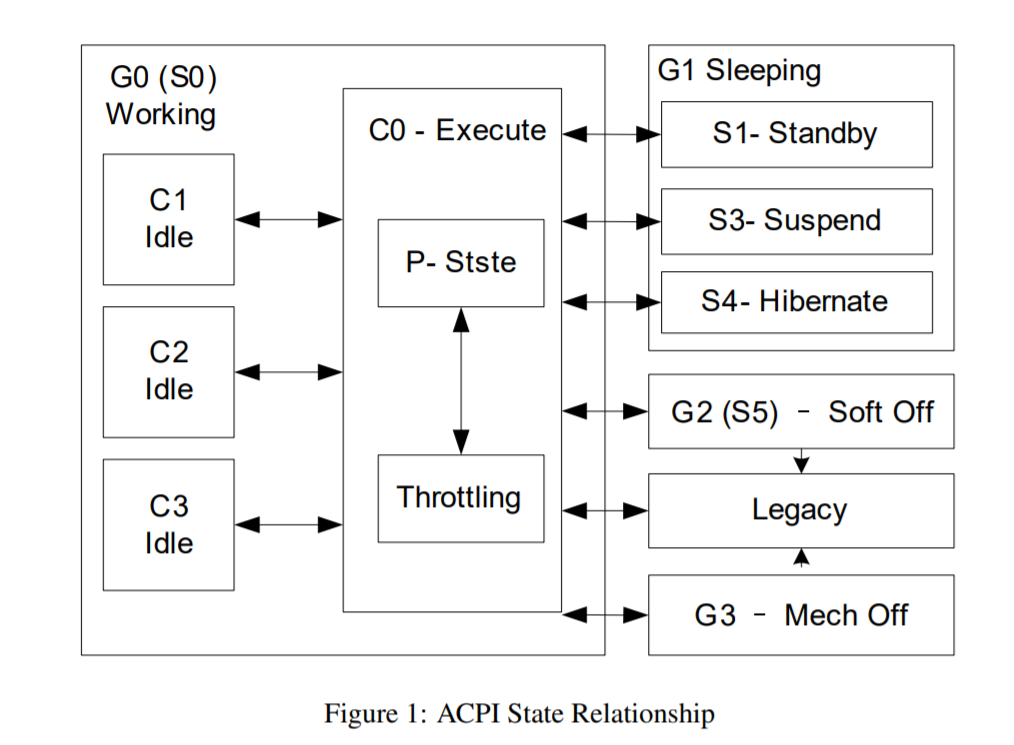 G0 (S0)
Working
C0 - Execute
C1
Idle
C2
Idle
C3
Idle
P- Stste
Throttling
G1 Sleeping
S1- Standby
S3- Suspend
S4- Hibernate
G2 (S5) - Soft Off
Legacy
G3 - Mech Off
Figure 1: ACPI State Relationship